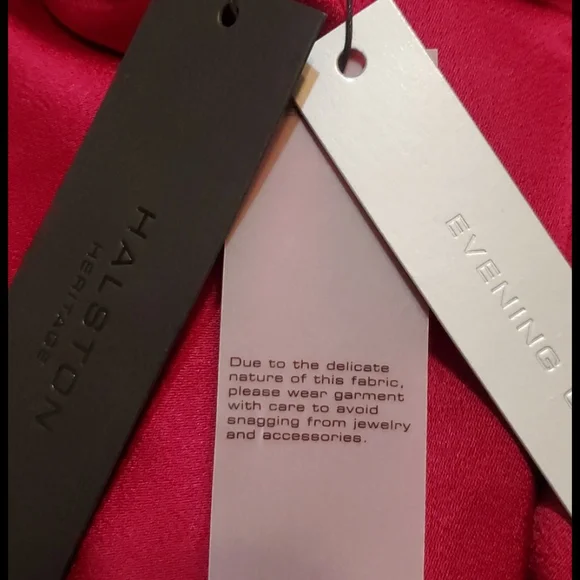 HALSTON
HERITAGE
Due to the delicate
nature of this fabric,
please wear garment
with care to avoid
snagging from jewelry
and accessories.
EVENING